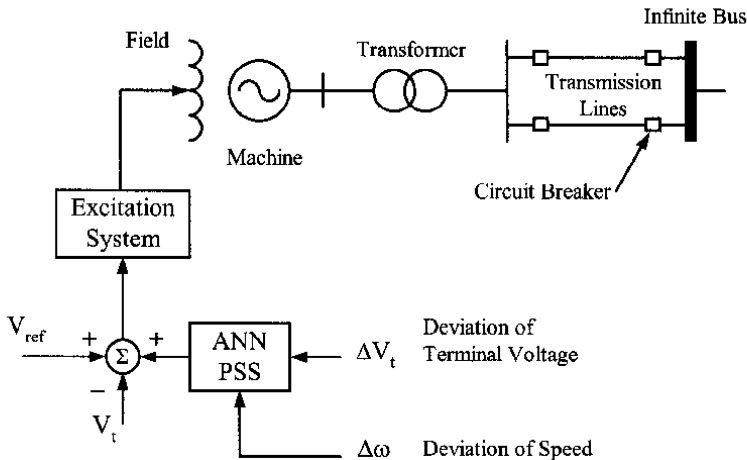 Infinite Bus
Field
Transformer
Transmission
Lines
Machine
Circuit Breaker
Excitation
System
V_ref
+
+
Σ
−
V_t
ANN
PSS
ΔV_t
Deviation of
Terminal Voltage
Δω
Deviation of Speed